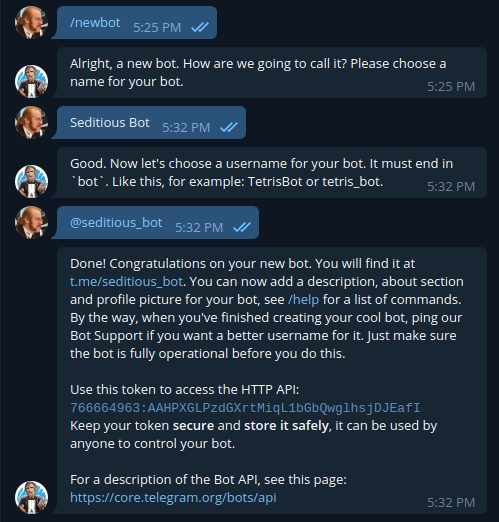 /newbot 5:25 PM
Alright, a new bot. How are we going to call it? Please choose a
name for your bot. 5:25 PM
Seditious Bot 5:32 PM
Good. Now let's choose a username for your bot. It must end in
`bot`. Like this, for example: TetrisBot or tetris_bot. 5:32 PM
@seditious_bot 5:32 PM
Done! Congratulations on your new bot. You will find it at
t.me/seditious_bot. You can now add a description, about section
and profile picture for your bot, see /help for a list of commands.
By the way, when you've finished creating your cool bot, ping our
Bot Support if you want a better username for it. Just make sure
the bot is fully operational before you do this.
Use this token to access the HTTP API:
766664963:AAHPXGLPzdGXrtMiqL1bGbQwglhsjDJEafI
Keep your token secure and store it safely, it can be used by
anyone to control your bot.
For a description of the Bot API, see this page:
https://core.telegram.org/bots/api 5:32 PM